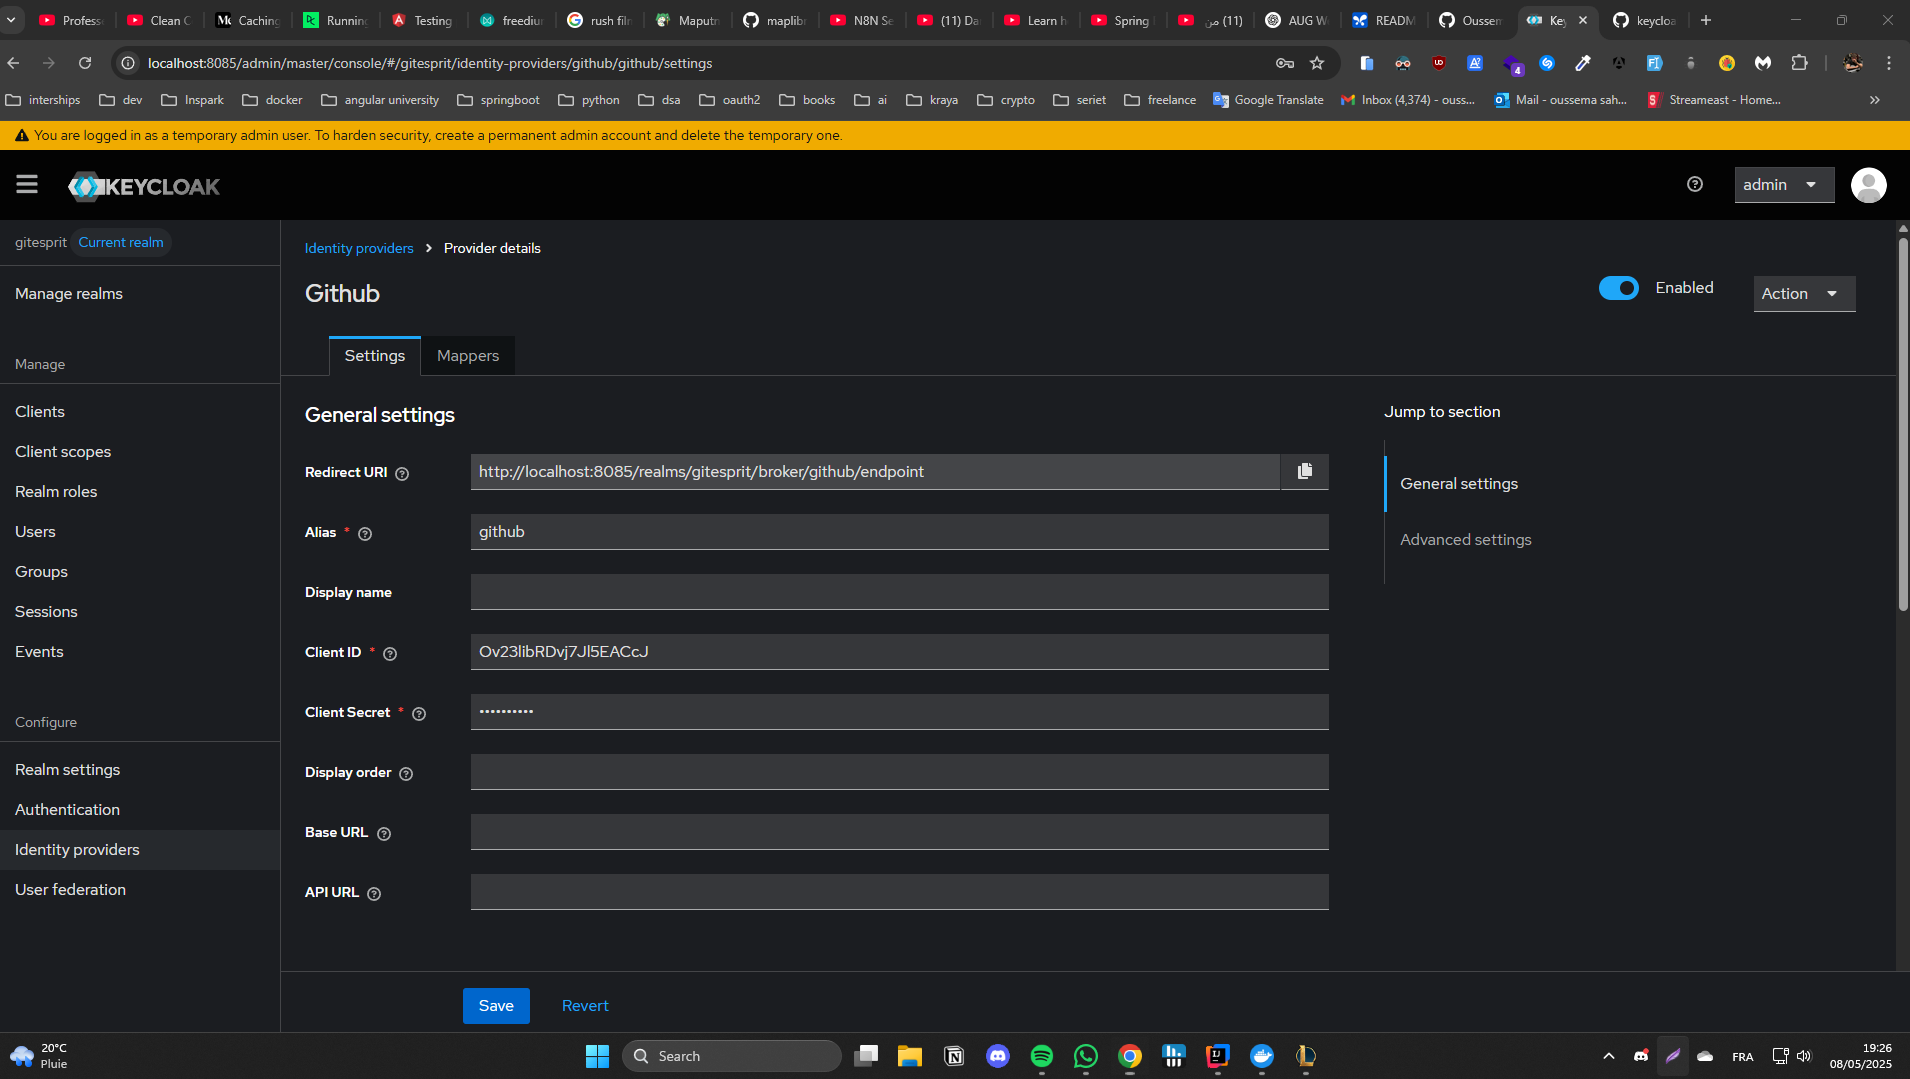 Profess
Clean C
Caching
Running
Testing
freediun
rush film
Maputn
maplibr
N8N Se
(11) Da
Learn h
Spring
(11) من
AUG W
READM
Oussem
Key
keycloa
localhost:8085/admin/master/console/#/gitesprit/identity-providers/github/github/settings
4
interships
dev
Inspark
docker
angular university
springboot
python
dsa
oauth2
books
ai
kraya
crypto
seriet
freelance
Google Translate
Inbox (4,374) - ouss...
Mail - oussema sah...
Streameast - Home...
You are logged in as a temporary admin user. To harden security, create a permanent admin account and delete the temporary one.
KEYCLOAK
admin
gitesprit Current realm
Manage realms
Manage
Clients
Client scopes
Realm roles
Users
Groups
Sessions
Events
Configure
Realm settings
Authentication
Identity providers
User federation
Identity providers > Provider details
Github
Enabled
Action
Settings
Mappers
General settings
Redirect URI
http://localhost:8085/realms/gitesprit/broker/github/endpoint
Alias *
github
Display name
Client ID *
Ov23libRDvj7Jl5EACcJ
Client Secret *
••••••••••
Display order
Base URL
API URL
Jump to section
General settings
Advanced settings
Save
Revert
20°C
Pluie
Search
FRA
19:26
08/05/2025